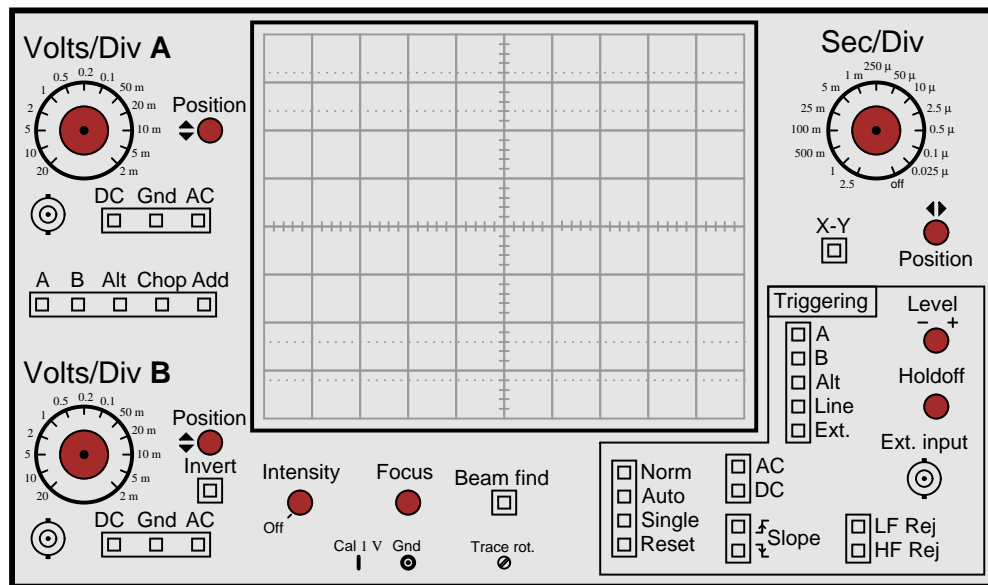 Volts/Div A
20
10
5
2
1
0.5
0.2
0.1
50 m
20 m
10 m
5 m
2 m
Position
DC Gnd AC
A B Alt Chop Add
Volts/Div B
20
10
5
2
1
0.5
0.2
0.1
50 m
20 m
10 m
5 m
2 m
Position
Invert
DC Gnd AC
Intensity
Off
Focus
Beam find
Cal 1 V Gnd
Trace rot.
Sec/Div
2.5
1
500 m
100 m
25 m
5 m
1 m
250 µ
50 µ
10 µ
2.5 µ
0.5 µ
0.1 µ
0.025 µ
off
X-Y
Position
Triggering
A
B
Alt
Line
Ext.
Level
− +
Holdoff
Ext. input
Norm
Auto
Single
Reset
AC
DC
Slope
LF Rej
HF Rej